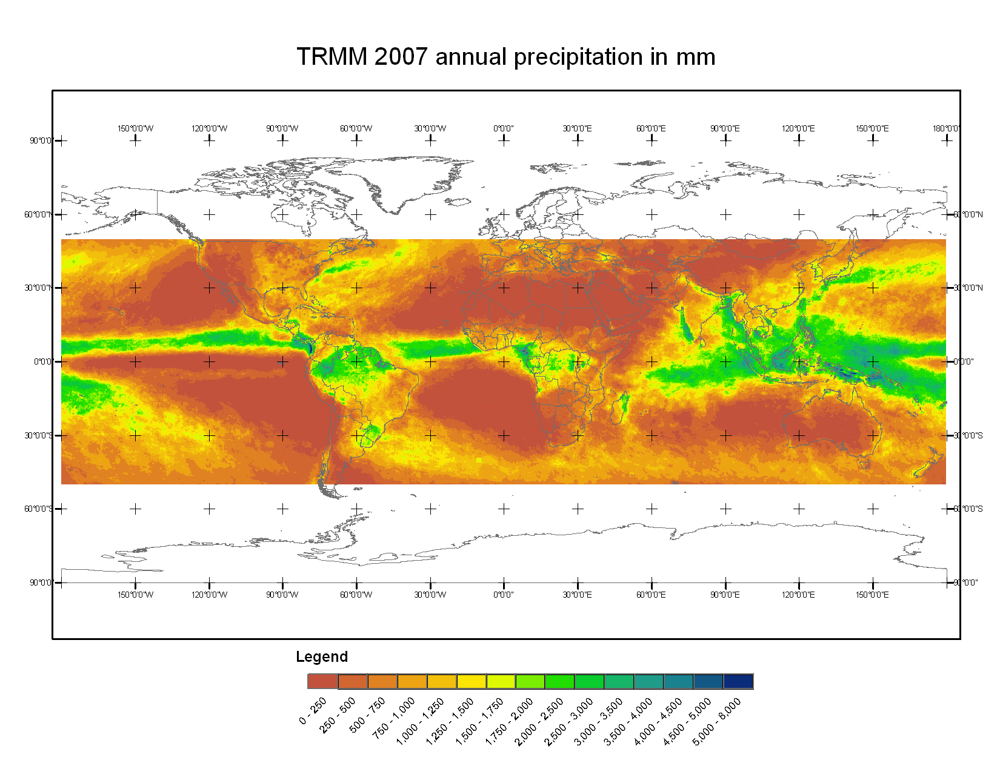 TRMM 2007 annual precipitation in mm
150°0'0"W 120°0'0"W 90°0'0"W 60°0'0"W 30°0'0"W 0°0'0" 30°0'0"E 60°0'0"E 90°0'0"E 120°0'0"E 150°0'0"E 180°0'0"
90°0'0"
60°0'0"N 60°0'0"N
30°0'0"N 30°0'0"N
0°0'0" 0°0'0"
30°0'0"S 30°0'0"S
60°0'0"S 60°0'0"S
90°0'0" 90°0'0"
150°0'0"W 120°0'0"W 90°0'0"W 60°0'0"W 30°0'0"W 0°0'0" 30°0'0"E 60°0'0"E 90°0'0"E 120°0'0"E 150°0'0"E
Legend
0 - 250
250 - 500
500 - 750
750 - 1,000
1,000 - 1,250
1,250 - 1,500
1,500 - 1,750
1,750 - 2,000
2,000 - 2,500
2,500 - 3,000
3,000 - 3,500
3,500 - 4,000
4,000 - 4,500
4,500 - 5,000
5,000 - 8,000